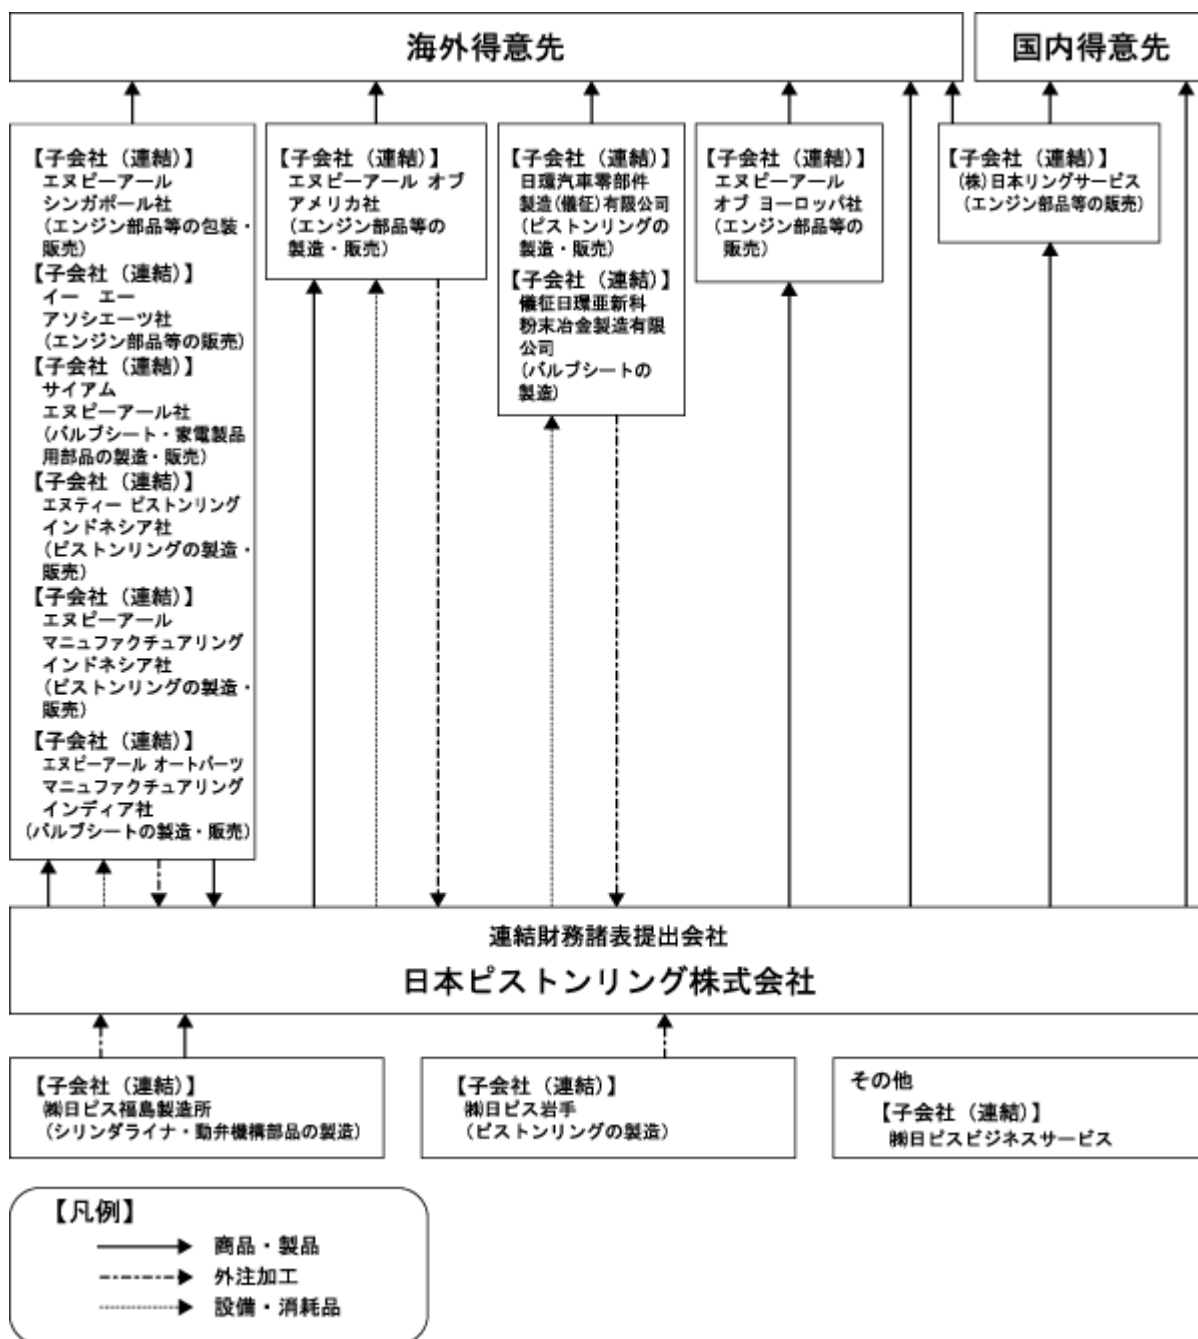 海外得意先
国内得意先
【子会社（連結）】
エヌピーアール
シンガポール社
（エンジン部品等の包装・
販売）
【子会社（連結）】
イー　エー
アソシエーツ社
（エンジン部品等の販売）
【子会社（連結）】
サイアム
エヌピーアール社
（バルブシート・家電製品
用部品の製造・販売）
【子会社（連結）】
エヌティー ピストンリング
インドネシア社
（ピストンリングの製造・
販売）
【子会社（連結）】
エヌピーアール
マニュファクチュアリング
インドネシア社
（ピストンリングの製造・
販売）
【子会社（連結）】
エヌピーアール オートパーツ
マニュファクチュアリング
インディア社
（バルブシートの製造・販売）
【子会社（連結）】
エヌピーアール オブ
アメリカ社
（エンジン部品等の
製造・販売）
【子会社（連結）】
日環汽車零部件
製造(儀征)有限公司
（ピストンリングの
製造・販売）
【子会社（連結）】
儀征日環亜新科
粉末冶金製造有限
公司
（バルブシートの
製造）
【子会社（連結）】
エヌピーアール
オブ ヨーロッパ社
（エンジン部品等の
販売）
【子会社（連結）】
(株)日本リングサービス
（エンジン部品等の販売）
連結財務諸表提出会社
日本ピストンリング株式会社
【子会社（連結）】
㈱日ピス福島製造所
（シリンダライナ・動弁機構部品の製造）
【子会社（連結）】
㈱日ピス岩手
（ピストンリングの製造）
その他
【子会社（連結）】
㈱日ピスビジネスサービス
【凡例】
商品・製品
外注加工
設備・消耗品